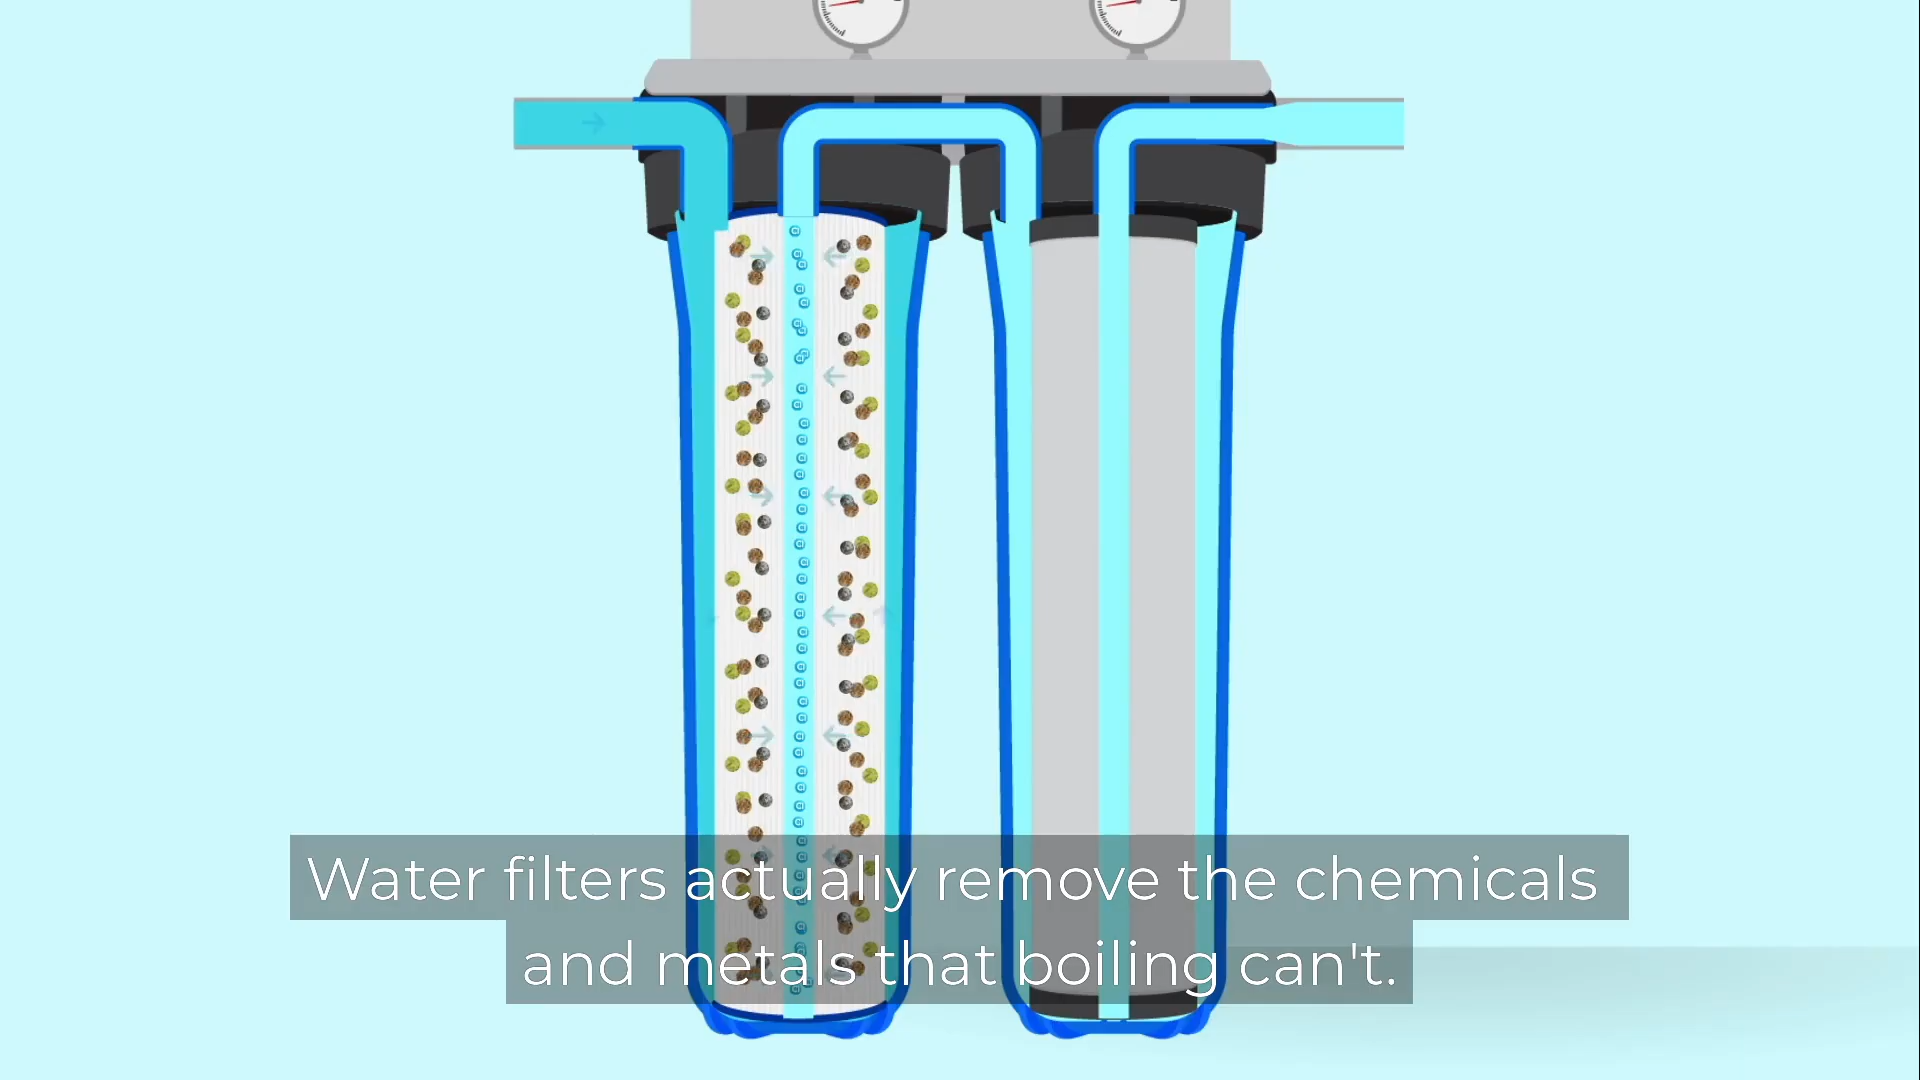 Water filters actually remove the chemicals
and metals that boiling can't.